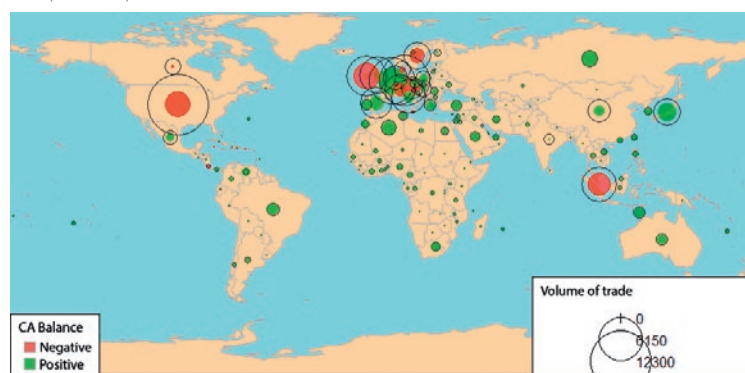 CA Balance
Negative
Positive
Volume of trade
0
6150
12300